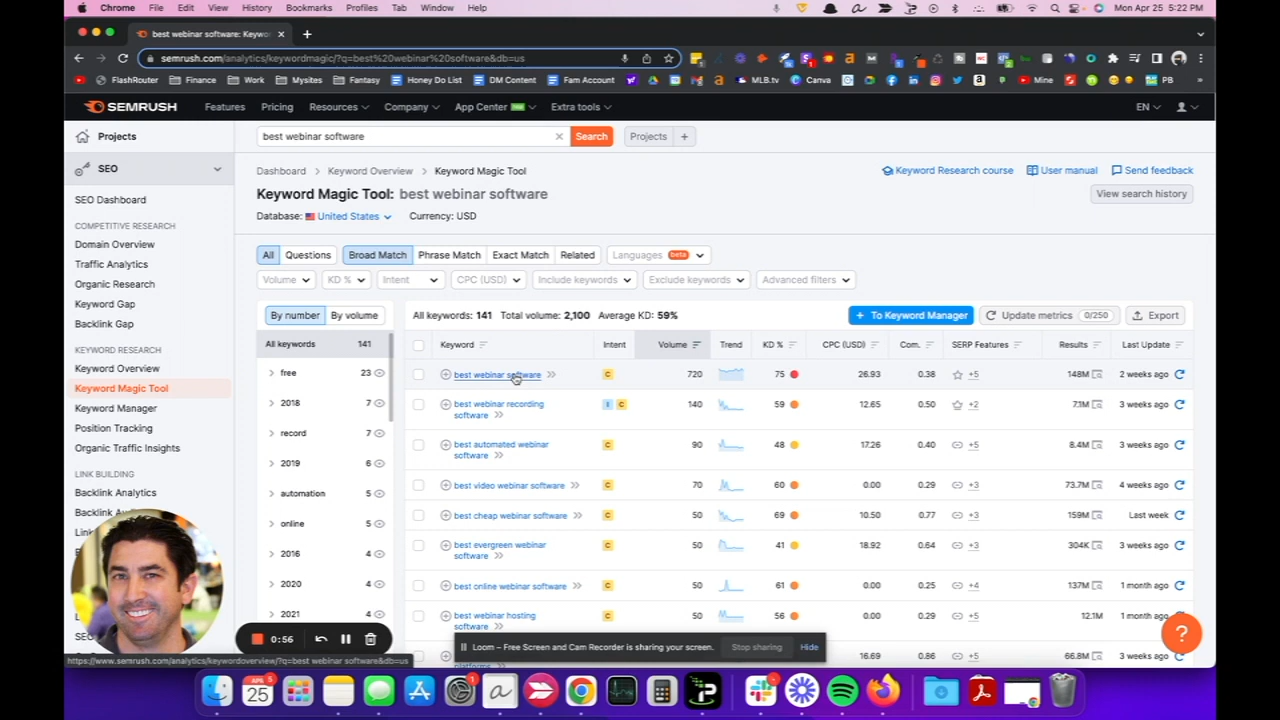 Chrome File Edit View History Bookmarks Profiles Tab Window Help
Mon Apr 25 5:22 PM
best webinar software: Keywo
semrush.com/analytics/keywordmagic/?q=best%20webinar%20software&db=us
FlashRouter Finance Work Mysites Fantasy Honey Do List DM Content Fam Account MLB.tv Canva Mine PB
SEMRUSH Features Pricing Resources Company App Center Extra tools EN
Projects
best webinar software Search Projects +
SEO
Dashboard Keyword Overview Keyword Magic Tool
Keyword Research course User manual Send feedback
Keyword Magic Tool: best webinar software
View search history
Database: United States Currency: USD
SEO Dashboard
COMPETITIVE RESEARCH
Domain Overview
Traffic Analytics
Organic Research
Keyword Gap
Backlink Gap
KEYWORD RESEARCH
Keyword Overview
Keyword Magic Tool
Keyword Manager
Position Tracking
Organic Traffic Insights
LINK BUILDING
Backlink Analytics
Backlink A
Link
SE
All Questions Broad Match Phrase Match Exact Match Related Languages beta
Volume KD % Intent CPC (USD) Include keywords Exclude keywords Advanced filters
By number By volume
All keywords 141
free 23
2018 7
record 7
2019 6
automation 5
online 5
2016 4
2020 4
2021 4
All keywords: 141 Total volume: 2,100 Average KD: 59%
+ To Keyword Manager Update metrics 0/250 Export
Keyword Intent Volume Trend KD % CPC (USD) Com. SERP Features Results Last Update
best webinar software C 720 75 26.93 0.38 +5 148M 2 weeks ago
best webinar recording I C 140 59 12.65 0.50 +2 7.1M 3 weeks ago
software
best automated webinar C 90 48 17.26 0.40 +5 8.4M 3 weeks ago
software
best video webinar software C 70 60 0.00 0.29 +3 73.7M 4 weeks ago
best cheap webinar software C 50 69 10.50 0.77 +3 159M Last week
best evergreen webinar C 50 41 18.92 0.64 +3 304K 3 weeks ago
software
best online webinar software C 50 61 0.00 0.25 +4 137M 1 month ago
best webinar hosting C 50 56 0.00 0.29 +5 12.1M 1 month ago
software
16.69 0.86 +5 66.8M 3 weeks ago
platforms
0:56
Loom – Free Screen and Cam Recorder is sharing your screen. Stop sharing Hide
?
https://www.semrush.com/analytics/keywordoverview/?q=best webinar software&db=us
APR 25